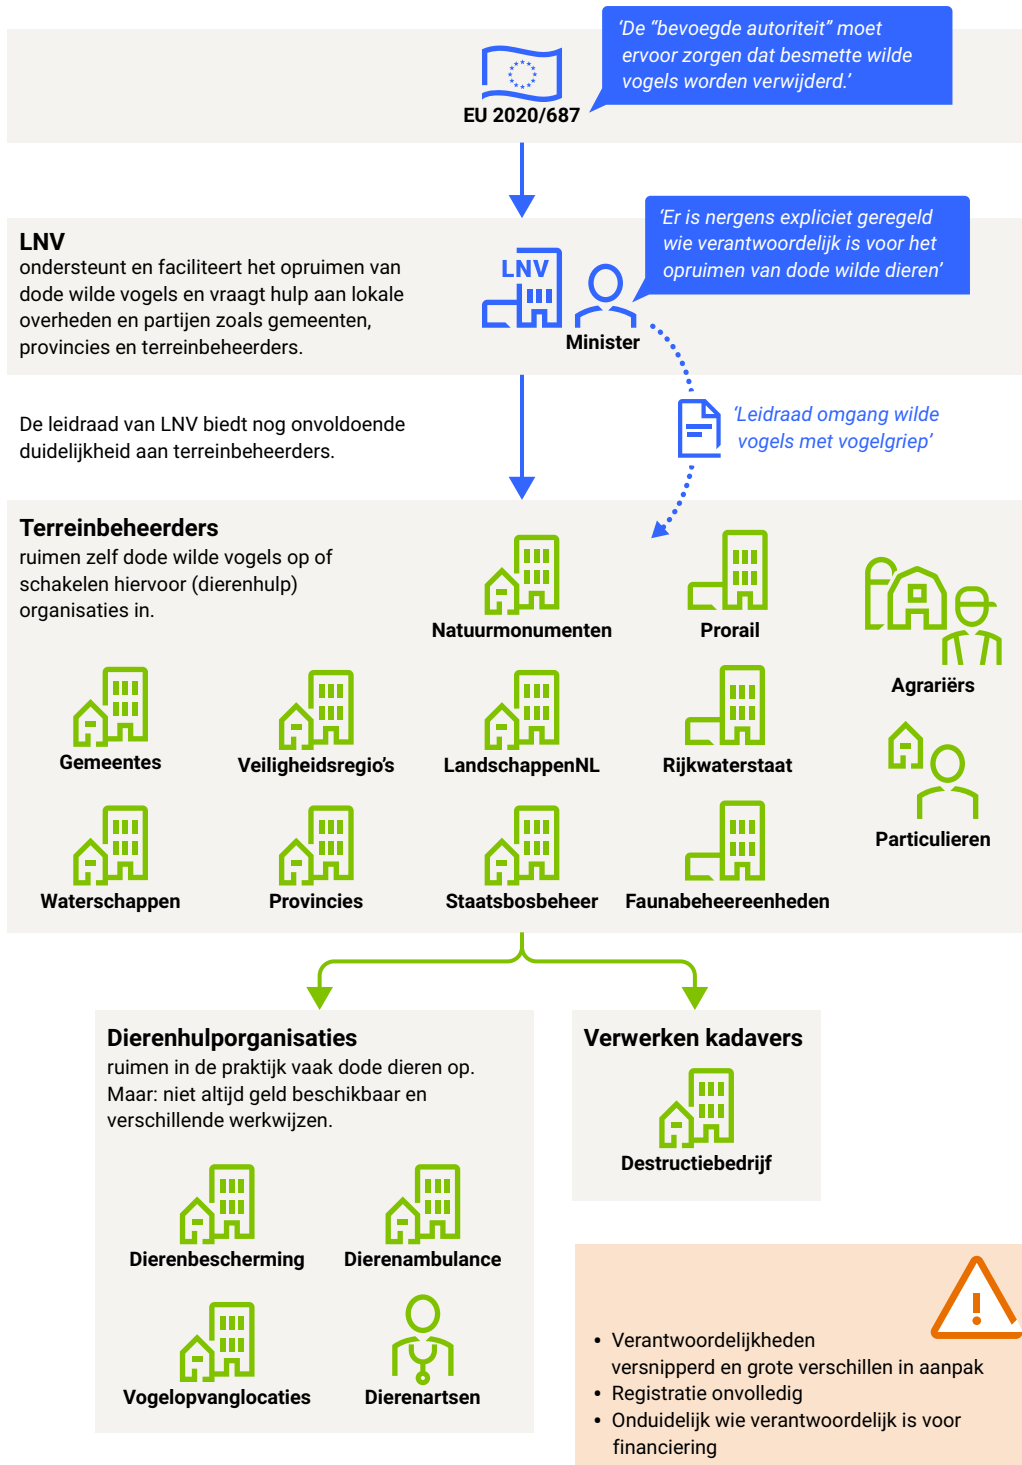 ‘De “bevoegde autoriteit” moet
ervoor zorgen dat besmette wilde
vogels worden verwijderd.’
EU 2020/687
LNV
ondersteunt en faciliteert het opruimen van
dode wilde vogels en vraagt hulp aan lokale
overheden en partijen zoals gemeenten,
provincies en terreinbeheerders.
LNV
Minister
‘Er is nergens expliciet geregeld
wie verantwoordelijk is voor het
opruimen van dode wilde dieren’
De leidraad van LNV biedt nog onvoldoende
duidelijkheid aan terreinbeheerders.
‘Leidraad omgang wilde
vogels met vogelgriep’
Terreinbeheerders
ruimen zelf dode wilde vogels op of
schakelen hiervoor (dierenhulp)
organisaties in.
Natuurmonumenten
Prorail
Agrariërs
Gemeentes
Veiligheidsregio’s
LandschappenNL
Rijkwaterstaat
Particulieren
Waterschappen
Provincies
Staatsbosbeheer
Faunabeheereenheden
Dierenhulporganisaties
ruimen in de praktijk vaak dode dieren op.
Maar: niet altijd geld beschikbaar en
verschillende werkwijzen.
Dierenbescherming
Dierenambulance
Vogelopvanglocaties
Dierenartsen
Verwerken kadavers
Destructiebedrijf
• Verantwoordelijkheden
versnipperd en grote verschillen in aanpak
• Registratie onvolledig
• Onduidelijk wie verantwoordelijk is voor
financiering